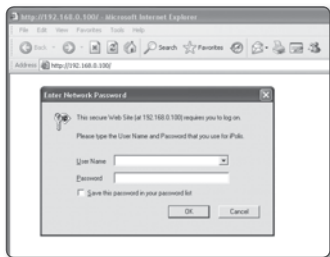 http://192.168.0.100/ - Microsoft Internet Explorer
File Edit View Favorites Tools Help
Back Search Favorites
Address http://192.168.0.100/
Enter Network Password
This secure Web Site (at 192.168.0.100) requires you to log on.
Please type the User Name and Password that you use for iPolis.
User Name
Password
Save this password in your password list
OK Cancel